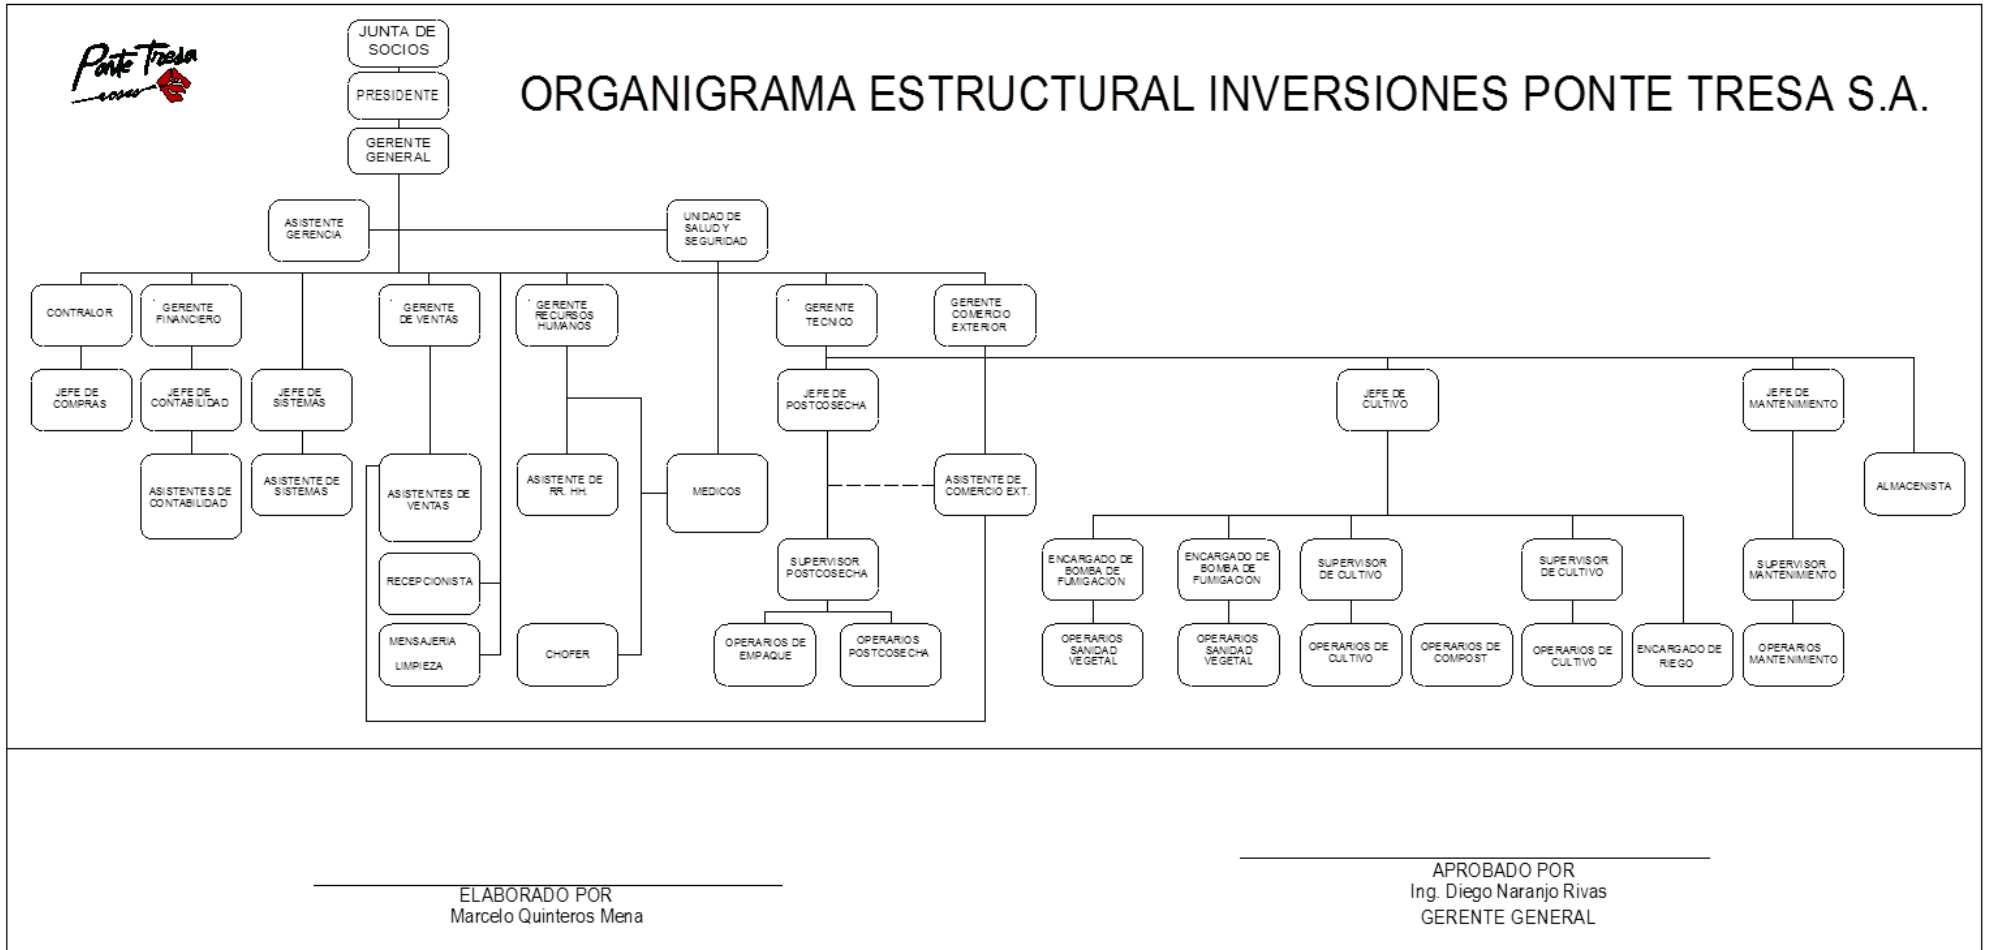 JUNTA DE
SOCIOS
Ponte Tresa
roses
PRESIDENTE
ORGANIGRAMA ESTRUCTURAL INVERSIONES PONTE TRESA S.A.
GERENTE
GENERAL
ASISTENTE
GERENCIA
UNIDAD DE
SALUD Y
SEGURIDAD
CONTRALOR
GERENTE
FINANCIERO
GERENTE
DE VENTAS
GERENTE
RECURSOS
HUMANOS
GERENTE
TECNICO
GERENTE
COMERCIO
EXTERIOR
JEFE DE
COMPRAS
JEFE DE
CONTABILIDAD
JEFE DE
SISTEMAS
JEFE DE
POSTCOSECHA
JEFE DE
CULTIVO
JEFE DE
MANTENIMIENTO
ASISTENTES DE
CONTABILIDAD
ASISTENTE DE
SISTEMAS
ASISTENTES DE
VENTAS
ASISTENTE DE
RR. HH.
MEDICOS
ASISTENTE DE
COMERCIO EXT.
ALMACENISTA
RECEPCIONISTA
SUPERVISOR
POSTCOSECHA
ENCARGADO DE
BOMBA DE
FUMIGACION
ENCARGADO DE
BOMBA DE
FUMIGACION
SUPERVISOR
DE CULTIVO
SUPERVISOR
DE CULTIVO
SUPERVISOR
MANTENIMIENTO
MENSAJERIA
LIMPIEZA
CHOFER
OPERARIOS DE
EMPAQUE
OPERARIOS
POSTCOSECHA
OPERARIOS
SANIDAD
VEGETAL
OPERARIOS
SANIDAD
VEGETAL
OPERARIOS DE
CULTIVO
OPERARIOS DE
COMPOST
OPERARIOS DE
CULTIVO
ENCARGADO DE
RIEGO
OPERARIOS
MANTENIMIENTO
ELABORADO POR
Marcelo Quinteros Mena
APROBADO POR
Ing. Diego Naranjo Rivas
GERENTE GENERAL